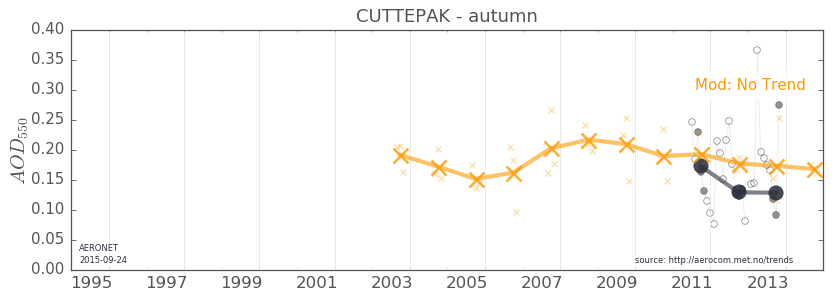 CUTTEPAK - autumn
0.40
0.35
0.30
0.25
0.20
0.15
0.10
0.05
0.00
AOD550
Mod: No Trend
AERONET
2015-09-24
source: http://aerocom.met.no/trends
1995 1997 1999 2001 2003 2005 2007 2009 2011 2013